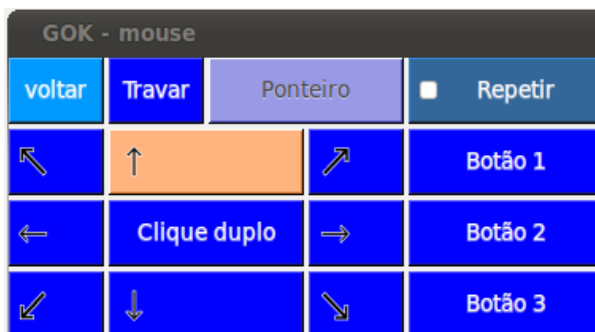 GOK - mouse
voltar Travar Ponteiro Repetir
↖ ↑ ↗ Botão 1
← Clique duplo → Botão 2
↙ ↓ ↘ Botão 3